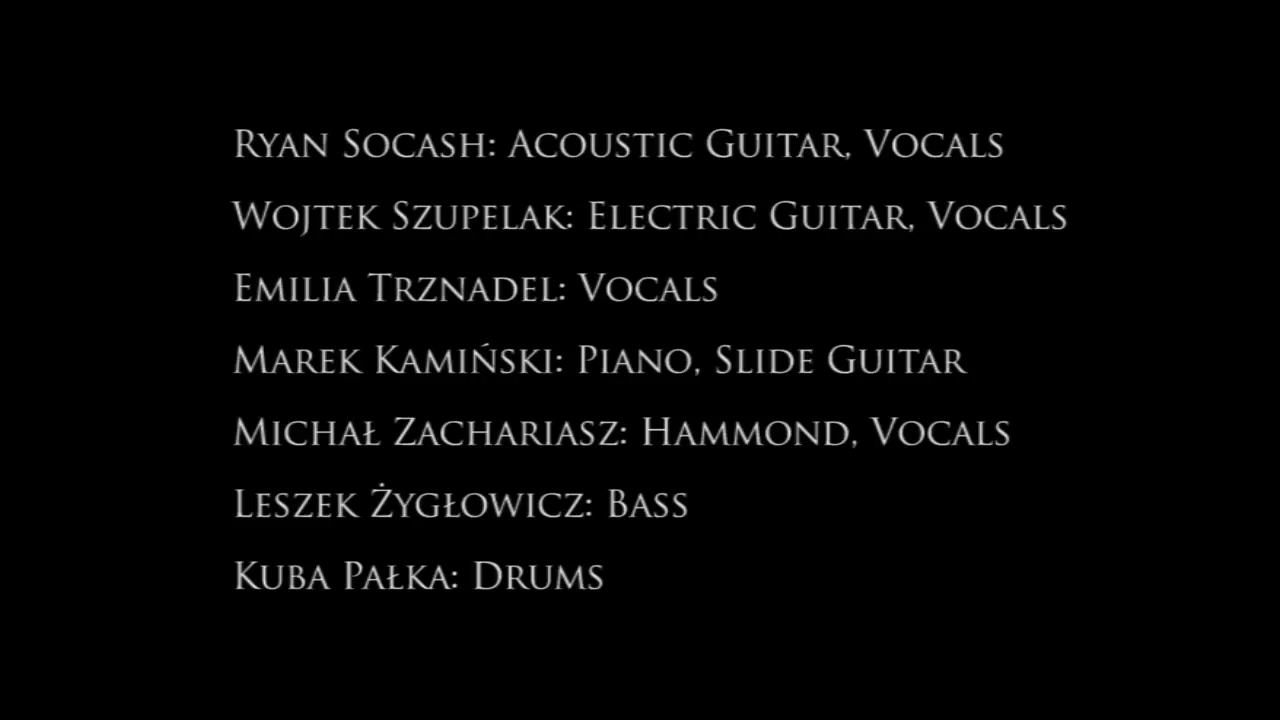 Ryan Socash: Acoustic Guitar, Vocals
Wojtek Szupelak: Electric Guitar, Vocals
Emilia Trznadel: Vocals
Marek Kamiński: Piano, Slide Guitar
Michał Zachariasz: Hammond, Vocals
Leszek Żygłowicz: Bass
Kuba Pałka: Drums